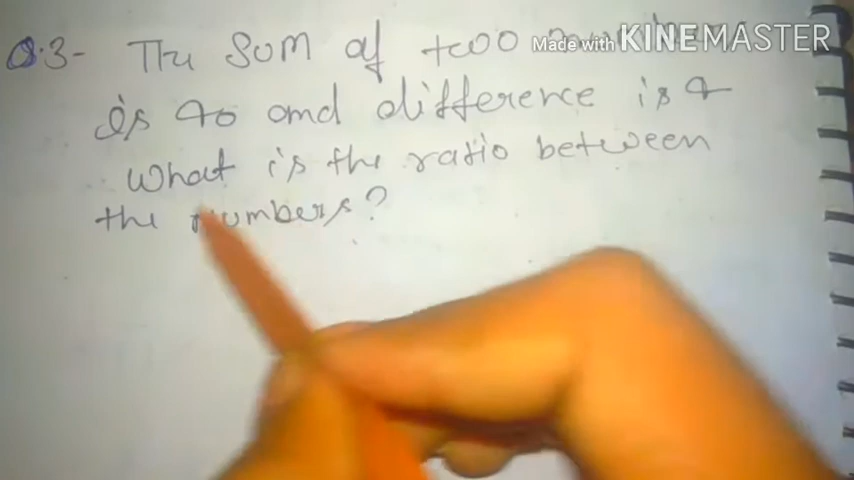 Q.3- The Sum of two Made with KINEMASTER
is 40 and difference is 4
What is the ratio between
the numbers?